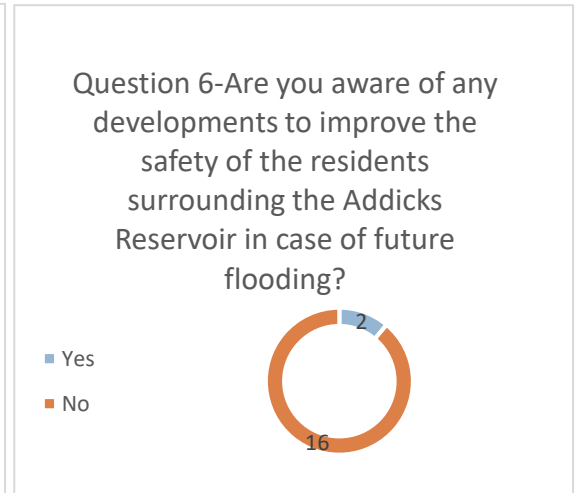 Question 6-Are you aware of any
developments to improve the
safety of the residents
surrounding the Addicks
Reservoir in case of future
flooding?
2
Yes
No
16